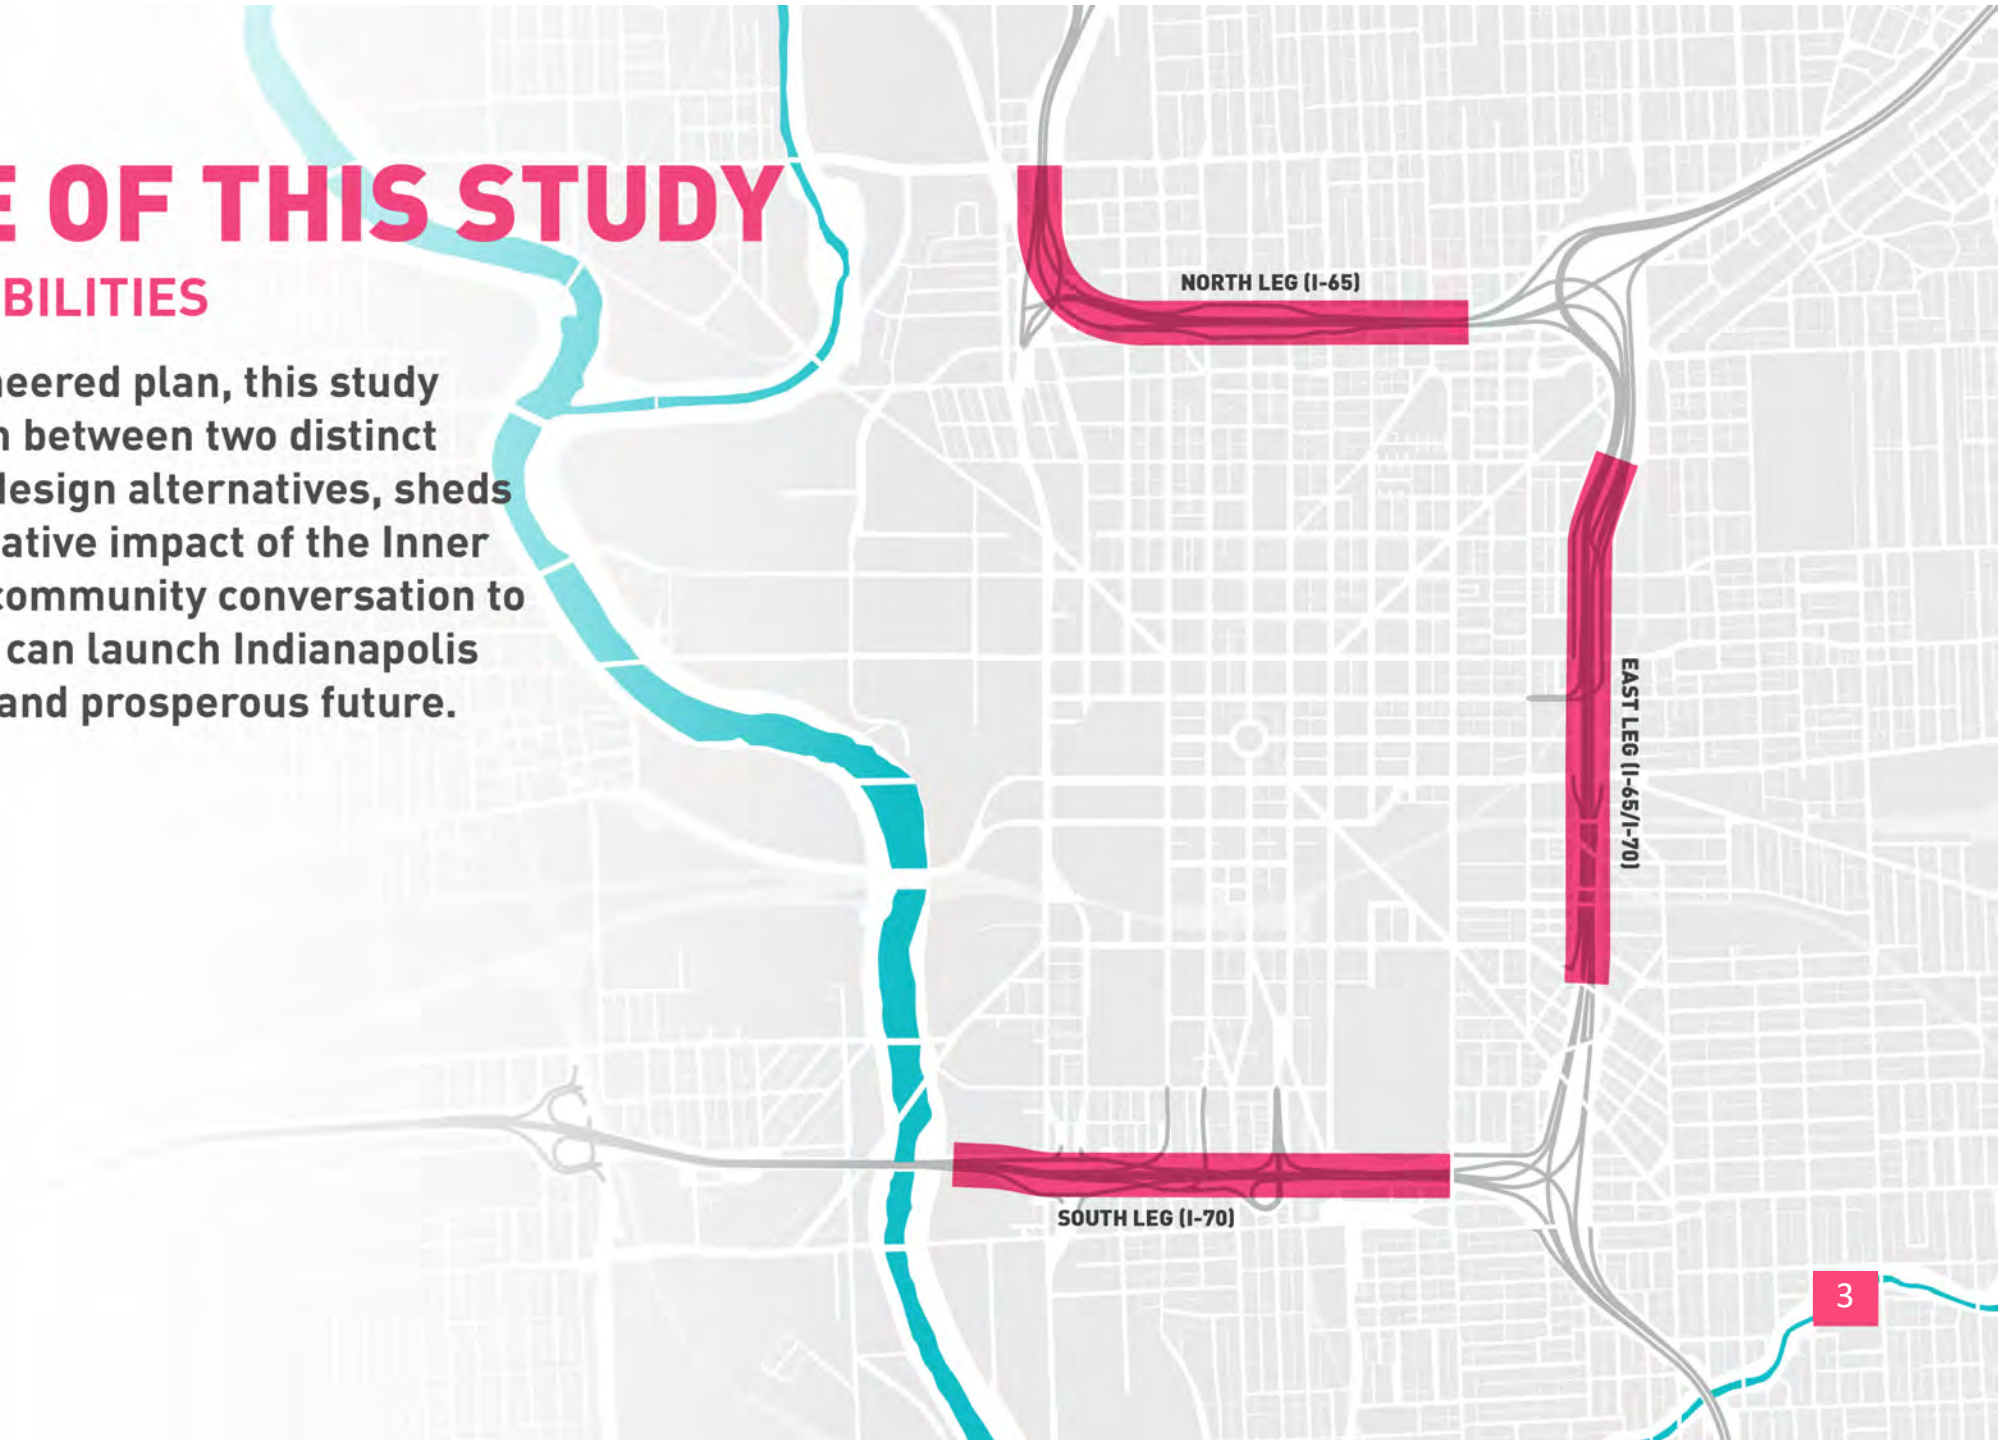 E OF THIS STUDY
BILITIES
eered plan, this study
between two distinct
design alternatives, sheds
ative impact of the Inner
community conversation to
can launch Indianapolis
and prosperous future.
NORTH LEG (I-65)
EAST LEG (I-65/I-70)
SOUTH LEG (I-70)
3